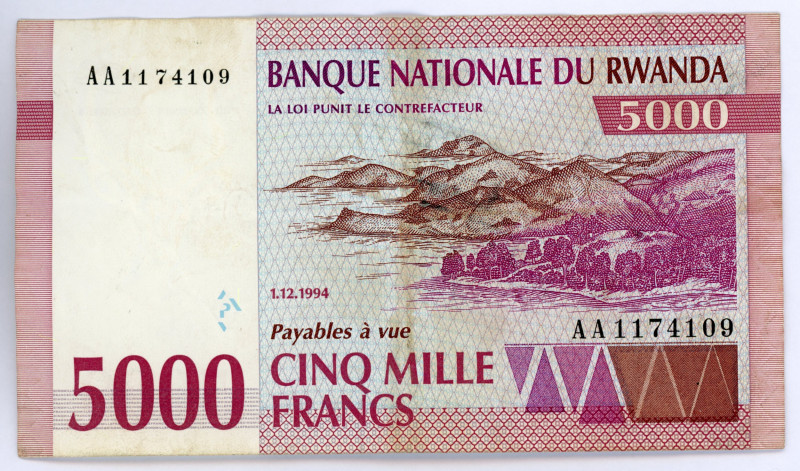 AA1174109
BANQUE NATIONALE DU RWANDA
LA LOI PUNIT LE CONTREFACTEUR
5000
1.12.1994
Payables à vue
AA1174109
5000
CINQ MILLE
FRANCS